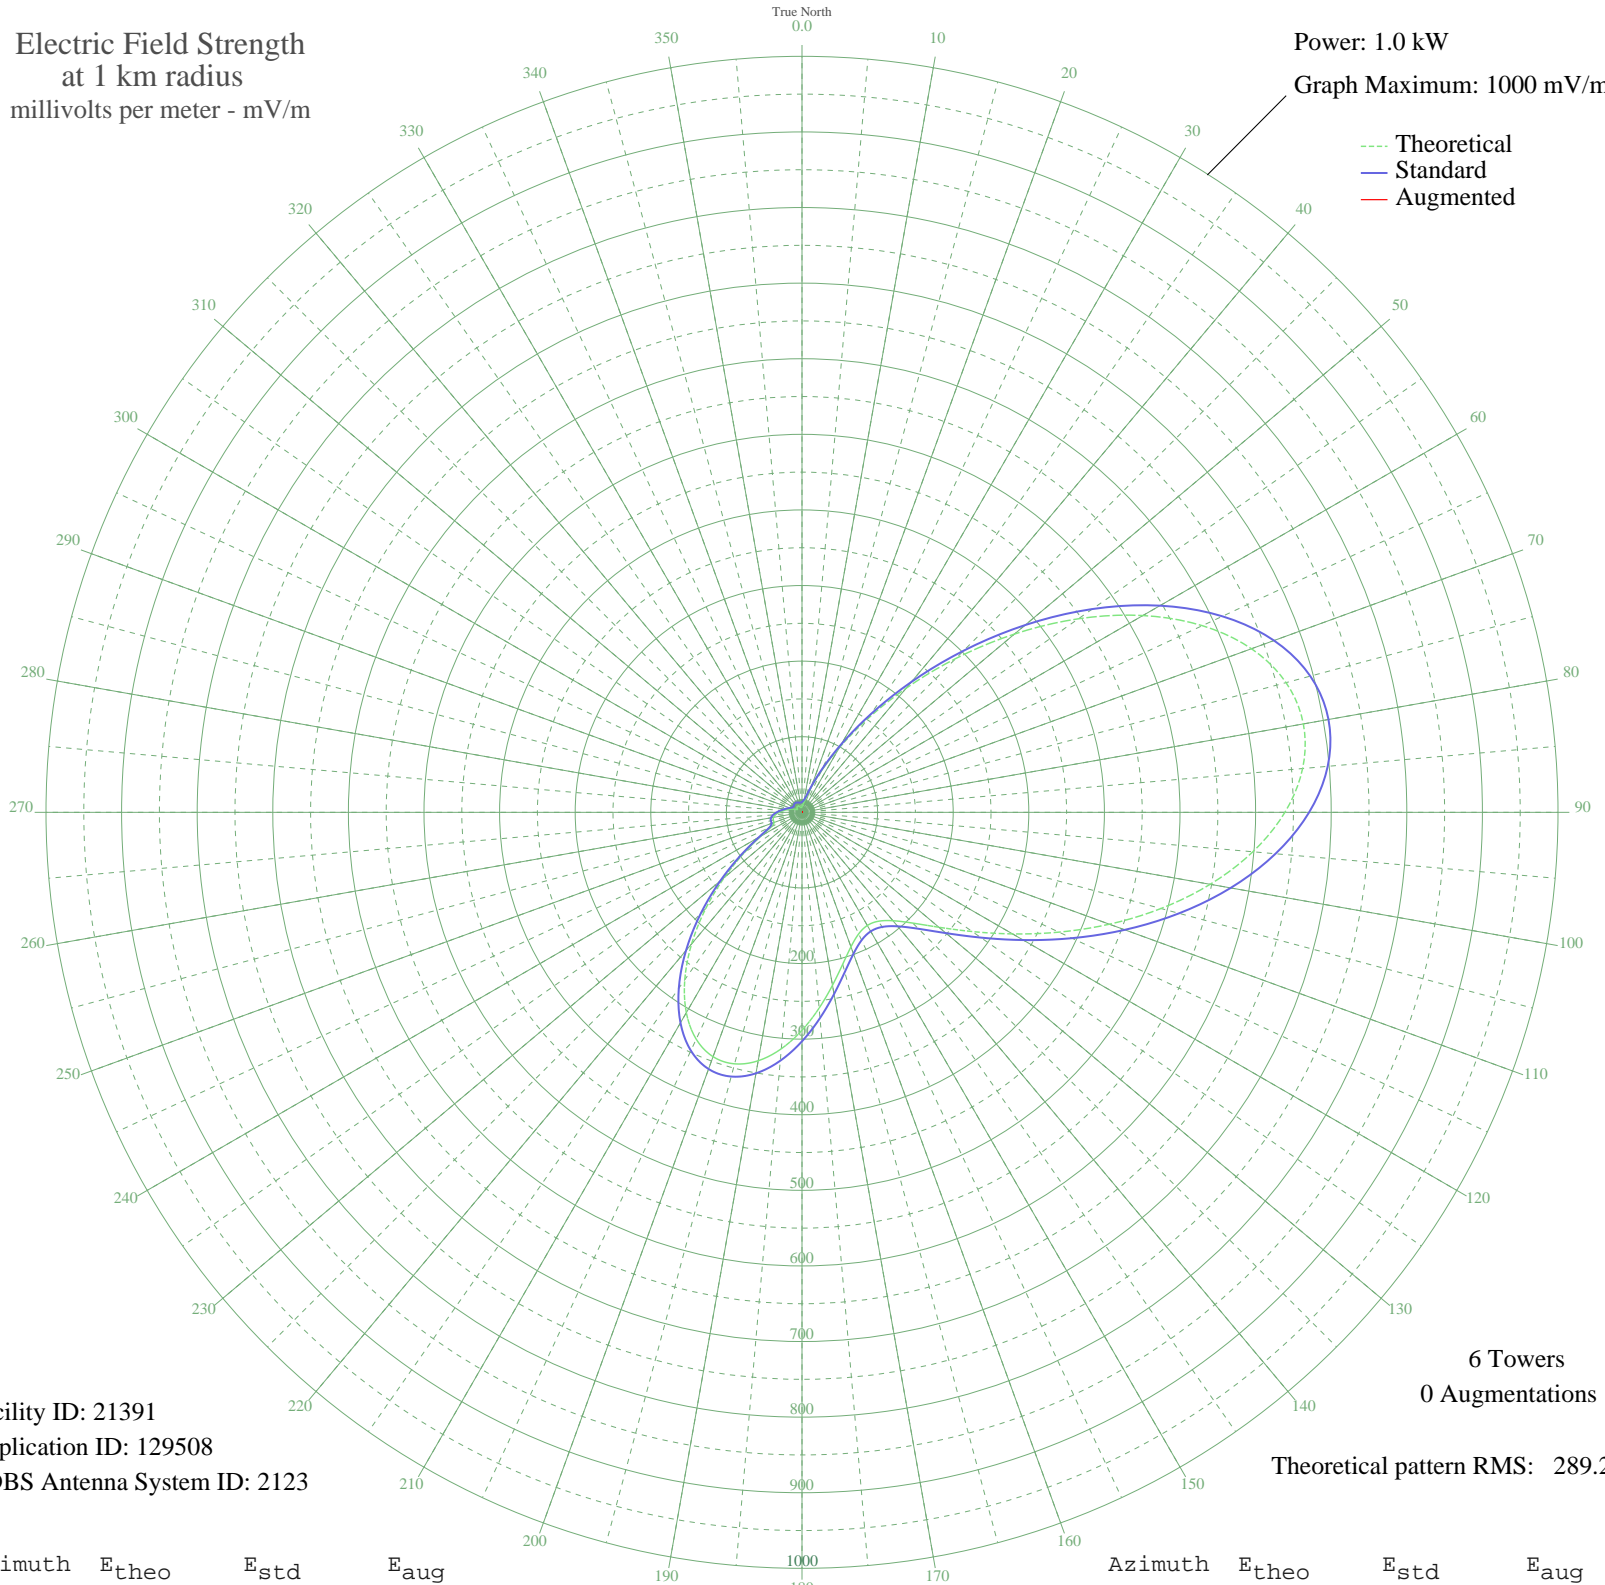 True North
0.0
Electric Field Strength
at 1 km radius
millivolts per meter - mV/m
Power: 1.0 kW
Graph Maximum: 1000 mV/m
Theoretical
Standard
Augmented
10
20
30
40
50
60
70
80
90
100
110
120
130
140
150
160
170
190
200
210
220
230
240
250
260
270
280
290
300
310
320
330
340
350
200
300
400
500
600
700
800
900
1000
6 Towers
0 Augmentations
Theoretical pattern RMS: 289.2
cility ID: 21391
plication ID: 129508
DBS Antenna System ID: 2123
imuth Etheo Estd Eaug
Azimuth Etheo Estd Eaug